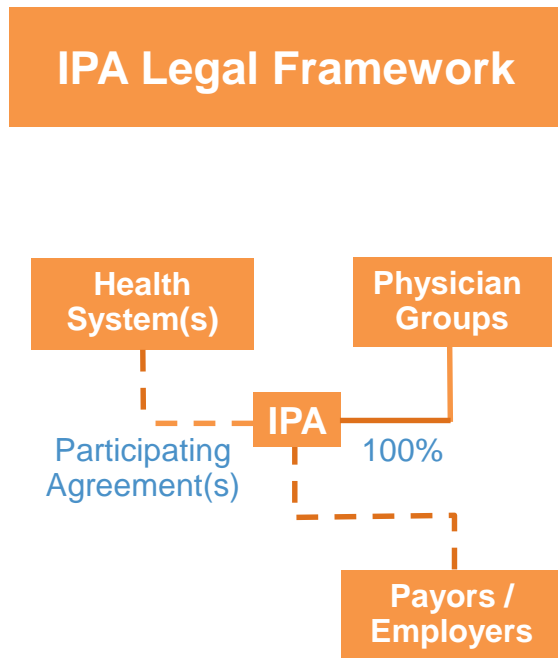 IPA Legal Framework
Health
System(s)
Physician
Groups
IPA
Participating
Agreement(s)
100%
Payors /
Employers